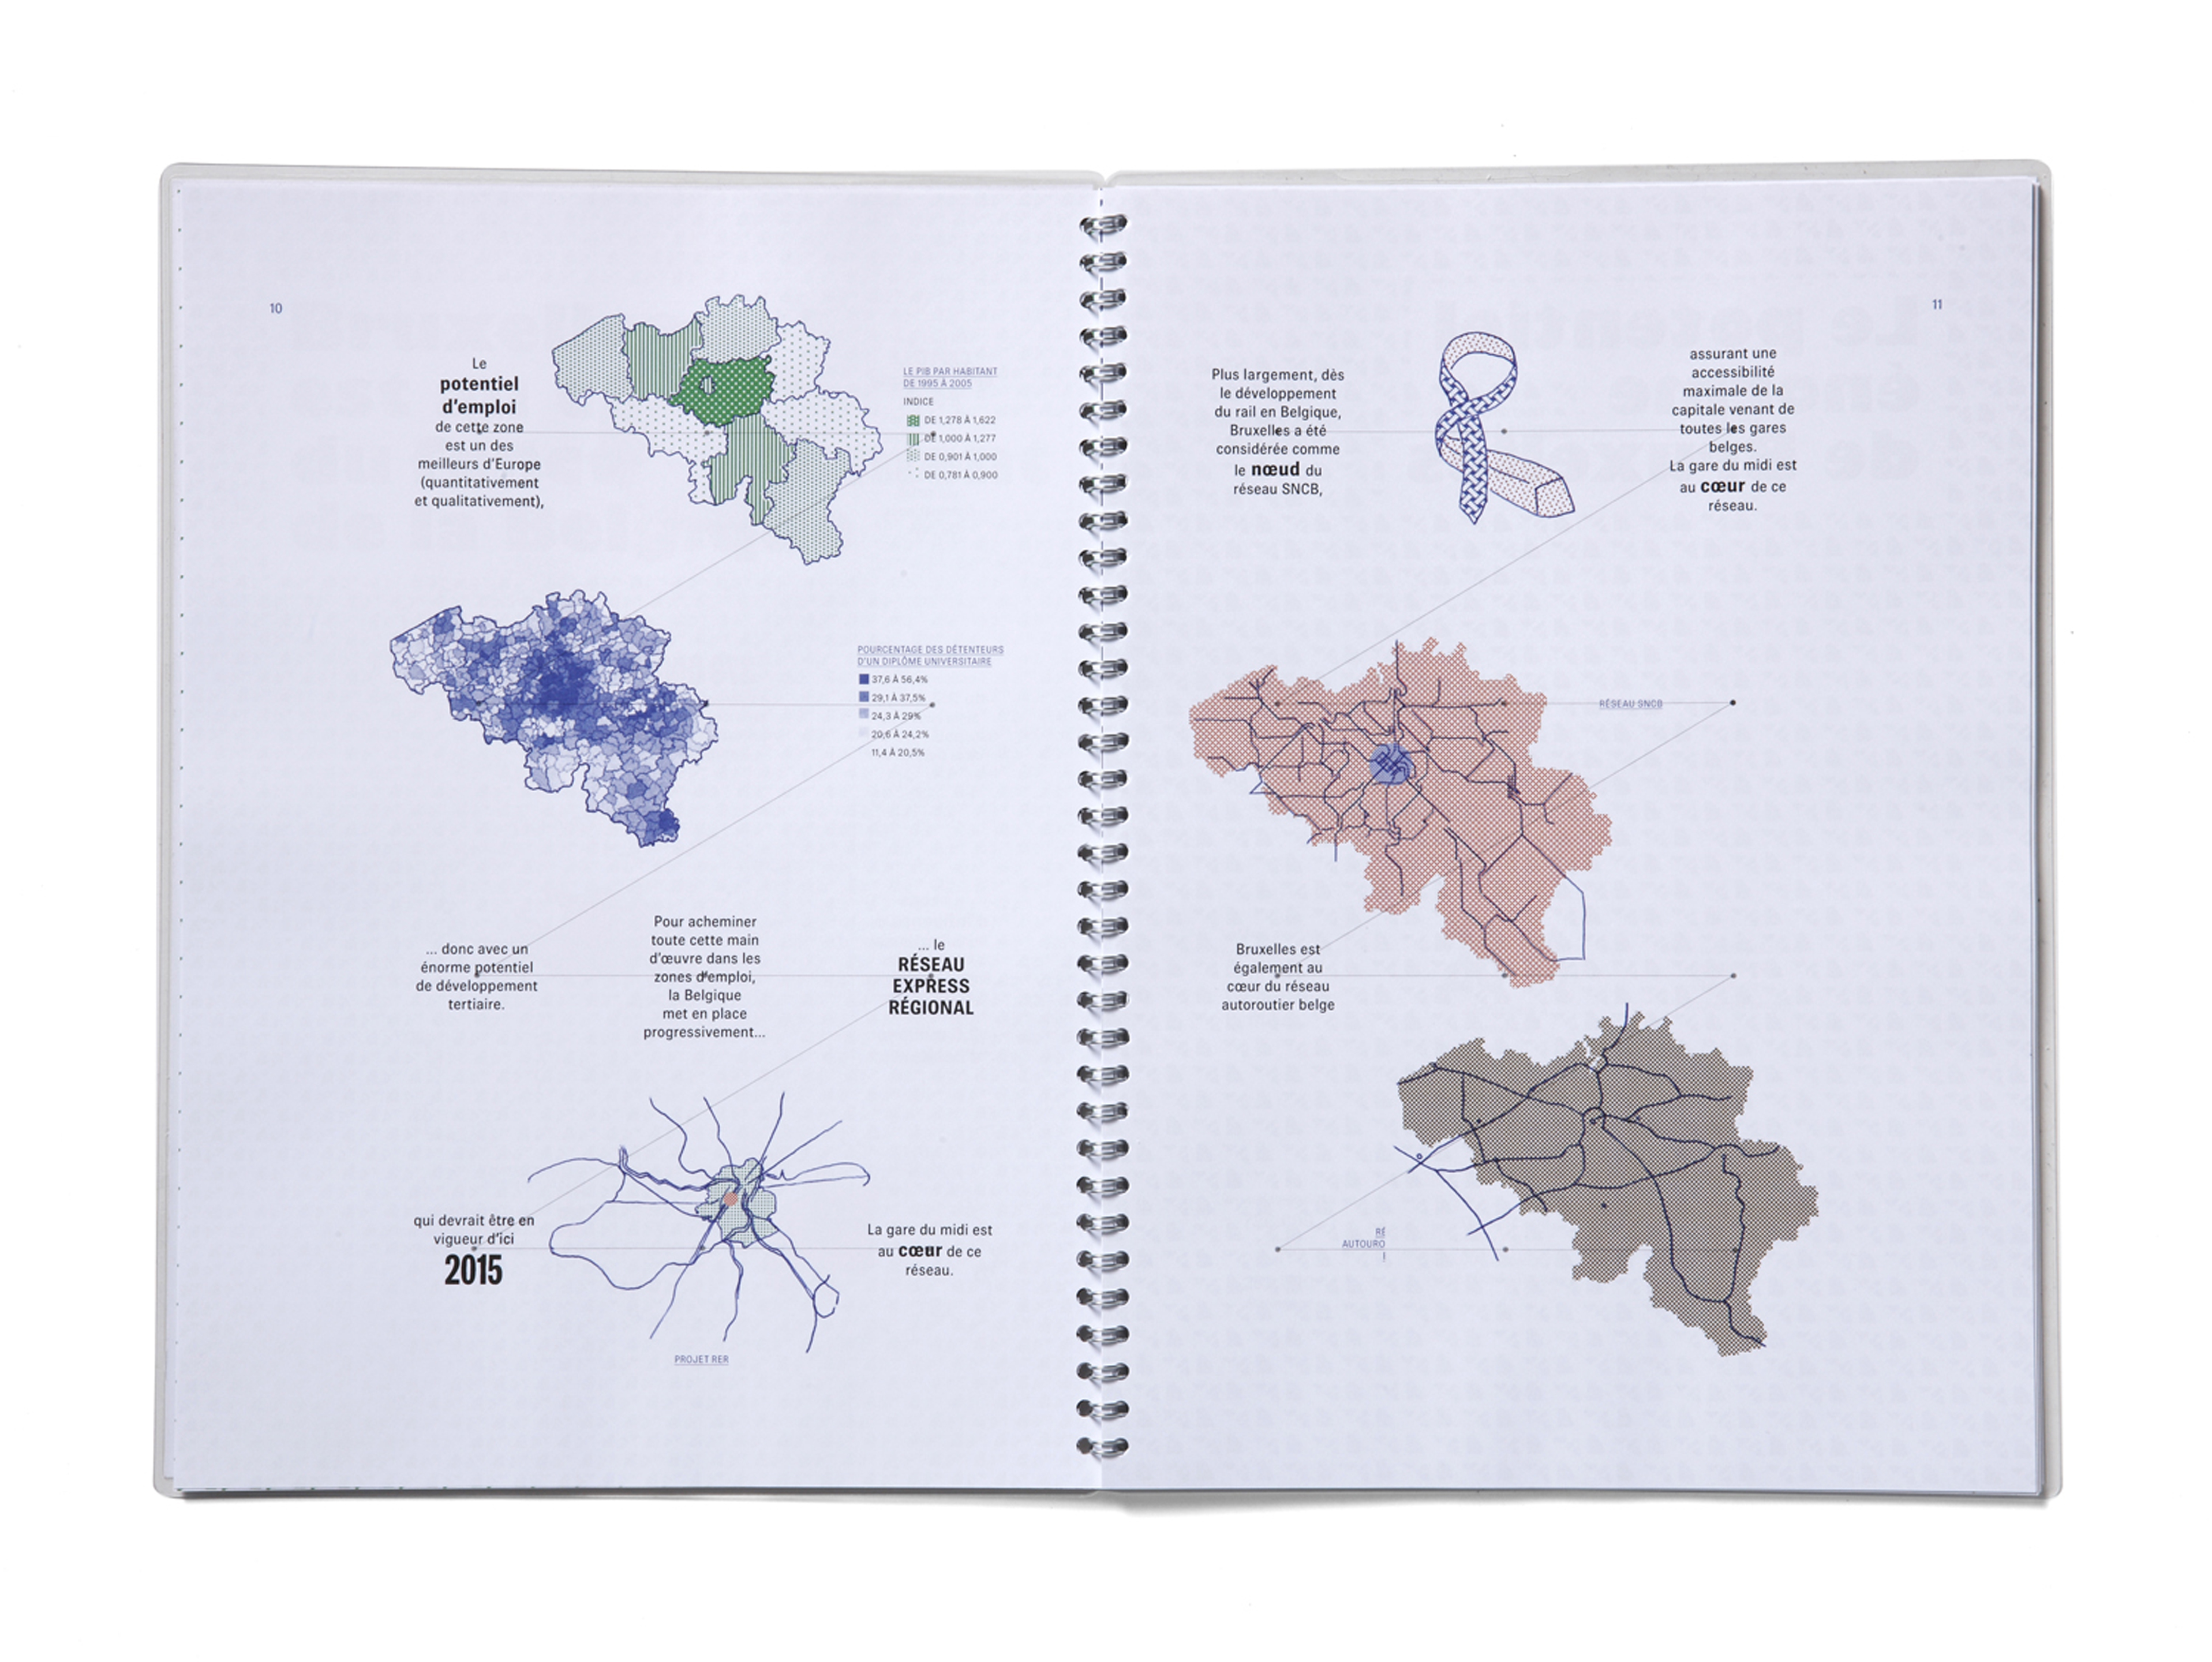 10
Le
potentiel
d'emploi
de cette zone
est un des
meilleurs d'Europe
(quantitativement
et qualitativement),
LE PIB PAR HABITANT
DE 1995 À 2005
INDICE
DE 1,278 À 1,622
DE 1,000 À 1,277
DE 0,901 À 1,000
DE 0,781 À 0,900
POURCENTAGE DES DÉTENTEURS
D'UN DIPLÔME UNIVERSITAIRE
37,6 À 56,4%
29,1 À 37,5%
24,3 À 29%
20,6 À 24,2%
11,4 À 20,5%
... donc avec un
énorme potentiel
de développement
tertiaire.
Pour acheminer
toute cette main
d'œuvre dans les
zones d'emploi,
la Belgique
met en place
progressivement...
... le
RÉSEAU
EXPRESS
RÉGIONAL
qui devrait être en
vigueur d'ici
2015
La gare du midi est
au cœur de ce
réseau.
PROJET RER
11
Plus largement, dès
le développement
du rail en Belgique,
Bruxelles a été
considérée comme
le nœud du
réseau SNCB,
assurant une
accessibilité
maximale de la
capitale venant de
toutes les gares
belges.
La gare du midi est
au cœur de ce
réseau.
RÉSEAU SNCB
Bruxelles est
également au
cœur du réseau
autoroutier belge
RÉ
AUTOURO